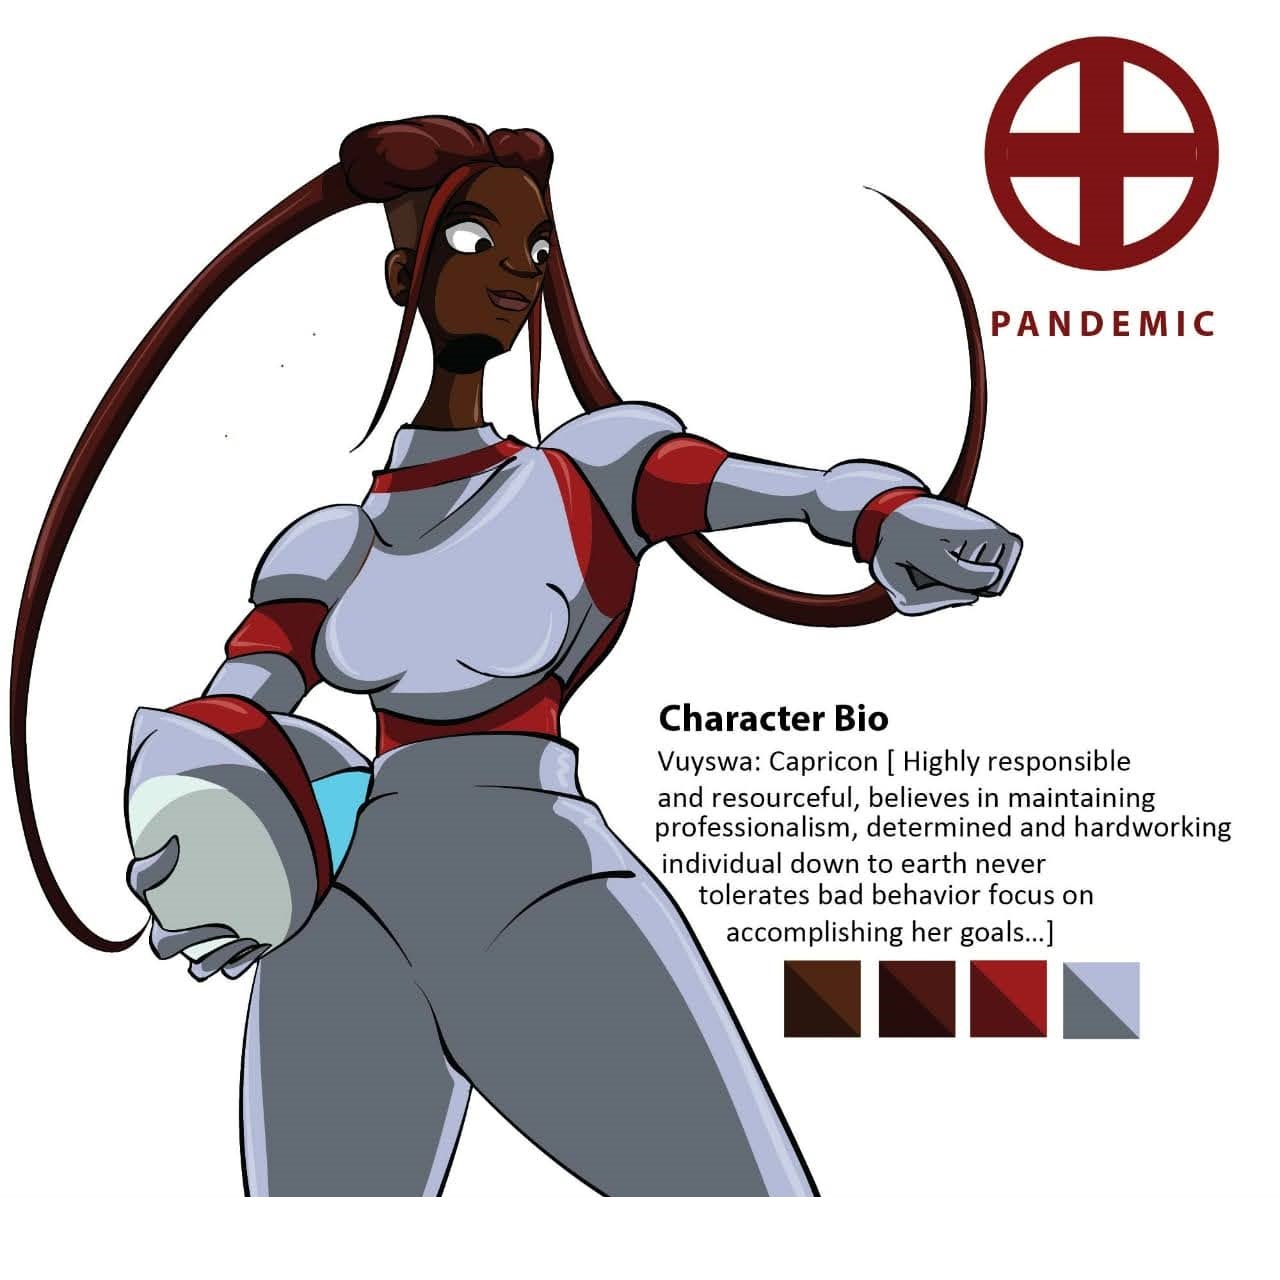 PANDEMIC
Character Bio
Vuyswa: Capricon [ Highly responsible
and resourceful, believes in maintaining
professionalism, determined and hardworking
individual down to earth never
tolerates bad behavior focus on
accomplishing her goals...]